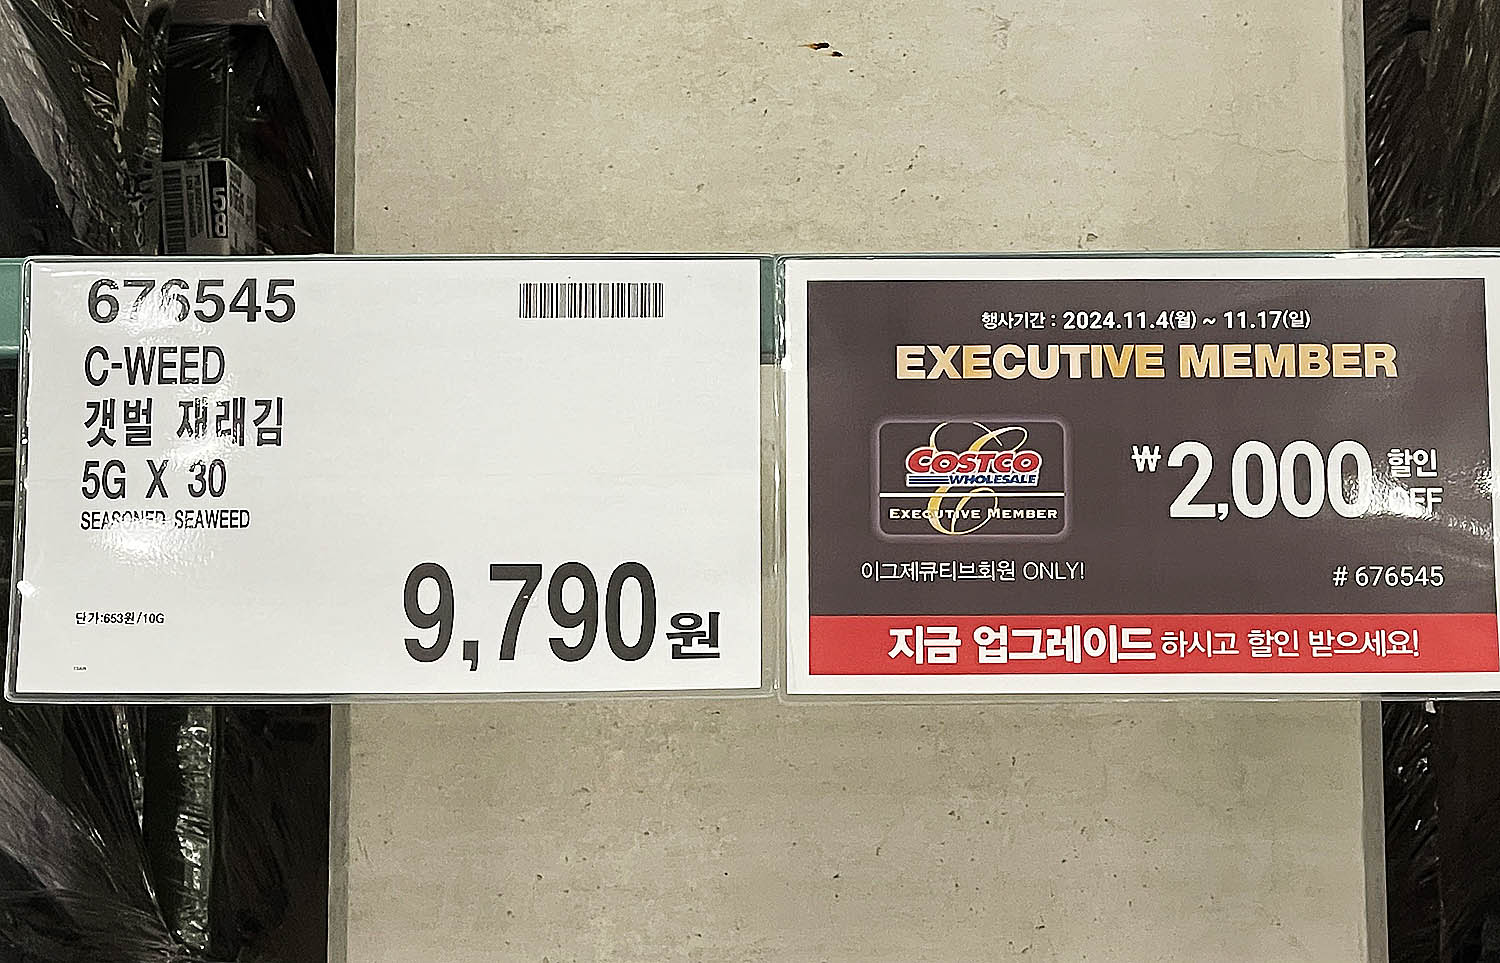 676545
C-WEED
갯벌 재래김
5G X 30
SEASONED SEAWEED
단가:653원/10G
9,790원
행사기간 : 2024.11.4(월) ~ 11.17(일)
EXECUTIVE MEMBER
COSTCO
WHOLESALE
EXECUTIVE MEMBER
₩2,000 할인
OFF
이그제큐티브회원 ONLY!
# 676545
지금 업그레이드 하시고 할인 받으세요!
58